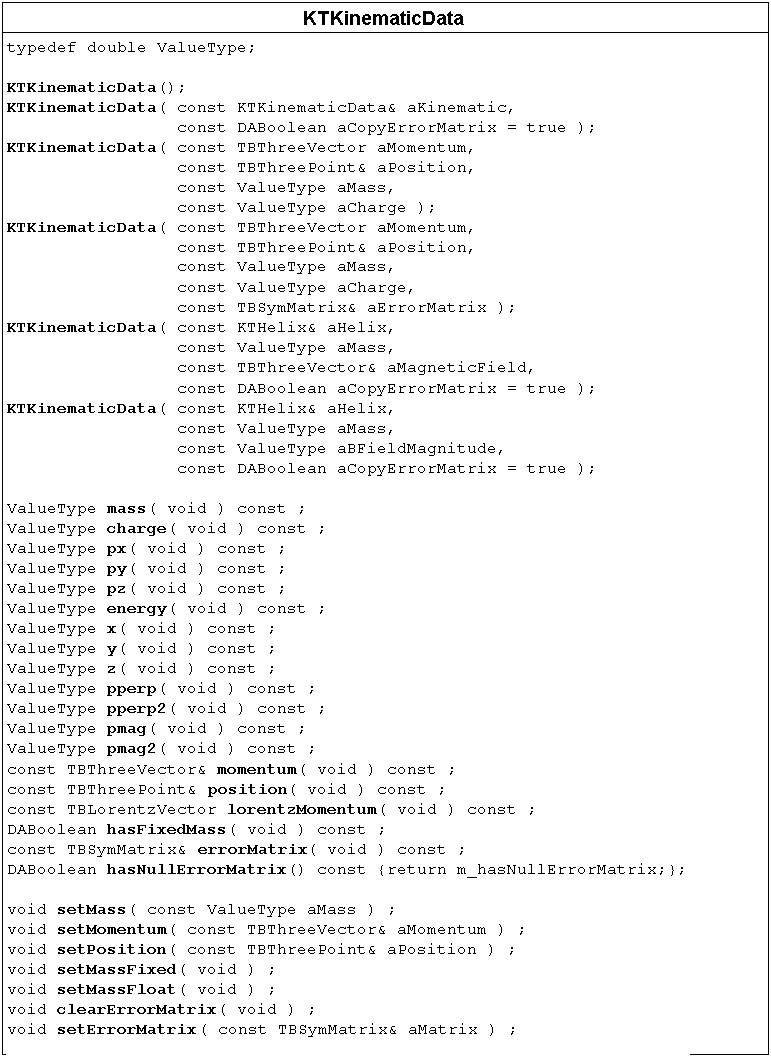 KTKinematicData
typedef double ValueType;
KTKinematicData();
KTKinematicData( const KTKinematicData& aKinematic,
const DABoolean aCopyErrorMatrix = true );
KTKinematicData( const TBThreeVector aMomentum,
const TBThreePoint& aPosition,
const ValueType aMass,
const ValueType aCharge );
KTKinematicData( const TBThreeVector aMomentum,
const TBThreePoint& aPosition,
const ValueType aMass,
const ValueType aCharge,
const TBSymMatrix& aErrorMatrix );
KTKinematicData( const KTHelix& aHelix,
const ValueType aMass,
const TBThreeVector& aMagneticField,
const DABoolean aCopyErrorMatrix = true );
KTKinematicData( const KTHelix& aHelix,
const ValueType aMass,
const ValueType aBFieldMagnitude,
const DABoolean aCopyErrorMatrix = true );
ValueType mass( void ) const ;
ValueType charge( void ) const ;
ValueType px( void ) const ;
ValueType py( void ) const ;
ValueType pz( void ) const ;
ValueType energy( void ) const ;
ValueType x( void ) const ;
ValueType y( void ) const ;
ValueType z( void ) const ;
ValueType pperp( void ) const ;
ValueType pperp2( void ) const ;
ValueType pmag( void ) const ;
ValueType pmag2( void ) const ;
const TBThreeVector& momentum( void ) const ;
const TBThreePoint& position( void ) const ;
const TBLorentzVector lorentzMomentum( void ) const ;
DABoolean hasFixedMass( void ) const ;
const TBSymMatrix& errorMatrix( void ) const ;
DABoolean hasNullErrorMatrix() const {return m_hasNullErrorMatrix;};
void setMass( const ValueType aMass ) ;
void setMomentum( const TBThreeVector& aMomentum ) ;
void setPosition( const TBThreePoint& aPosition ) ;
void setMassFixed( void ) ;
void setMassFloat( void ) ;
void clearErrorMatrix( void ) ;
void setErrorMatrix( const TBSymMatrix& aMatrix ) ;